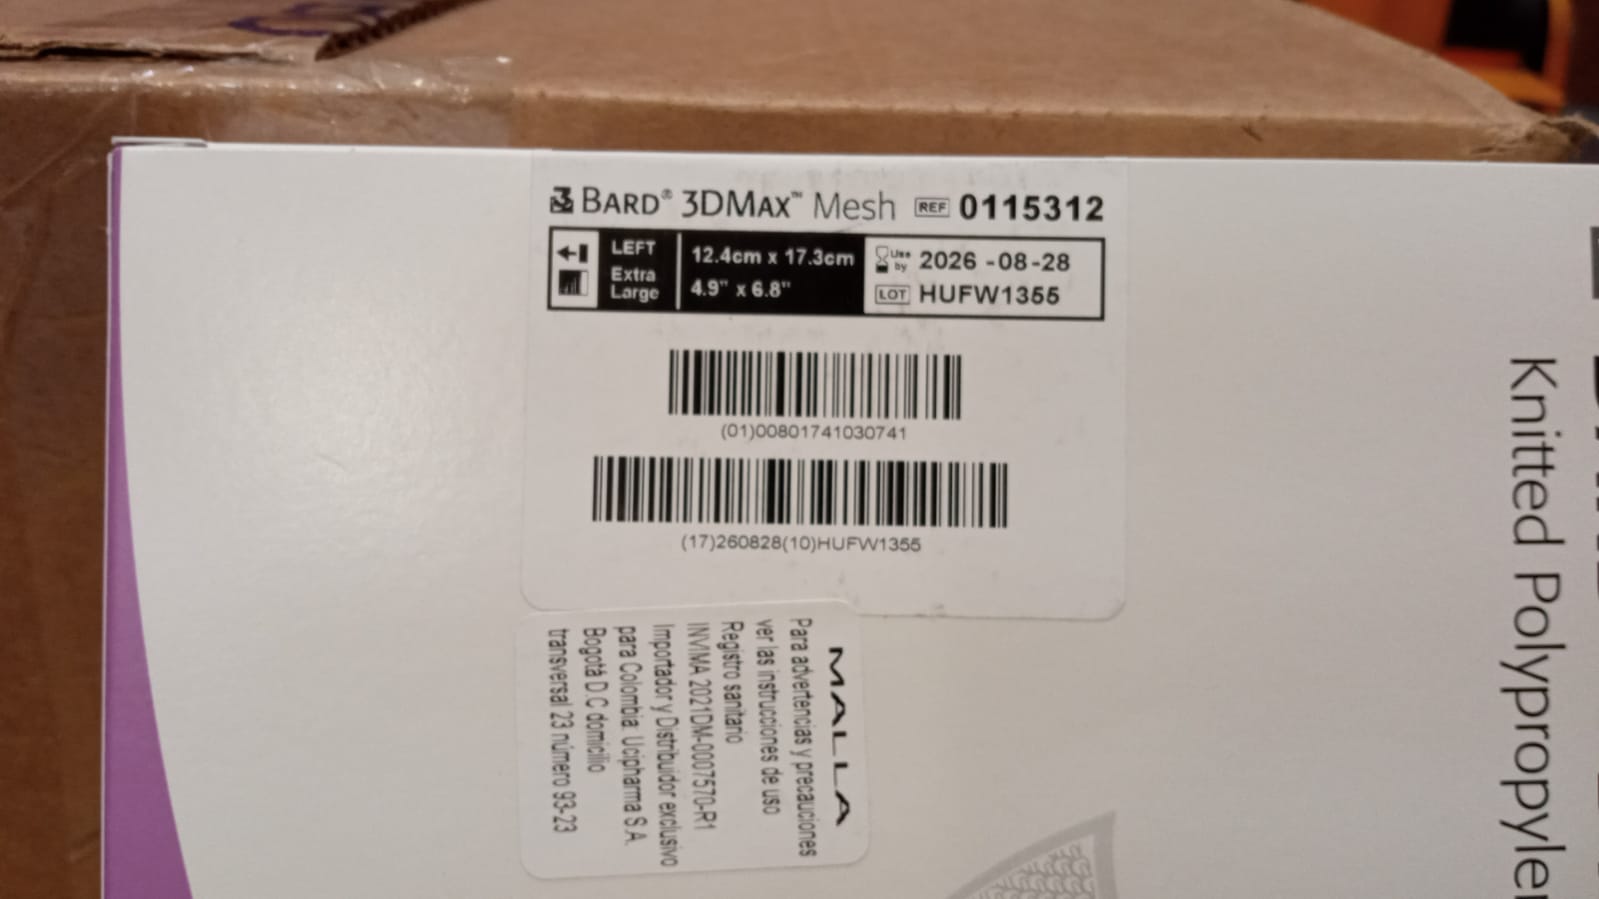 BARD® 3DMAX™ Mesh REF 0115312
LEFT
Extra
Large
12.4cm x 17.3cm
4.9" x 6.8"
Use
by
2026 -08-28
LOT HUFW1355
(01)00801741030741
(17)260828(10)HUFW1355
MALLA
Para advertencias y precauciones
ver las instrucciones de uso
Registro sanitario
INVIMA 2021DM-0007570-R1
Importador y Distribuidor exclusivo
para Colombia: Ucipharma S.A.
Bogotá D.C domicilio
transversal 23 número 93-23
Knitted Polypropylen